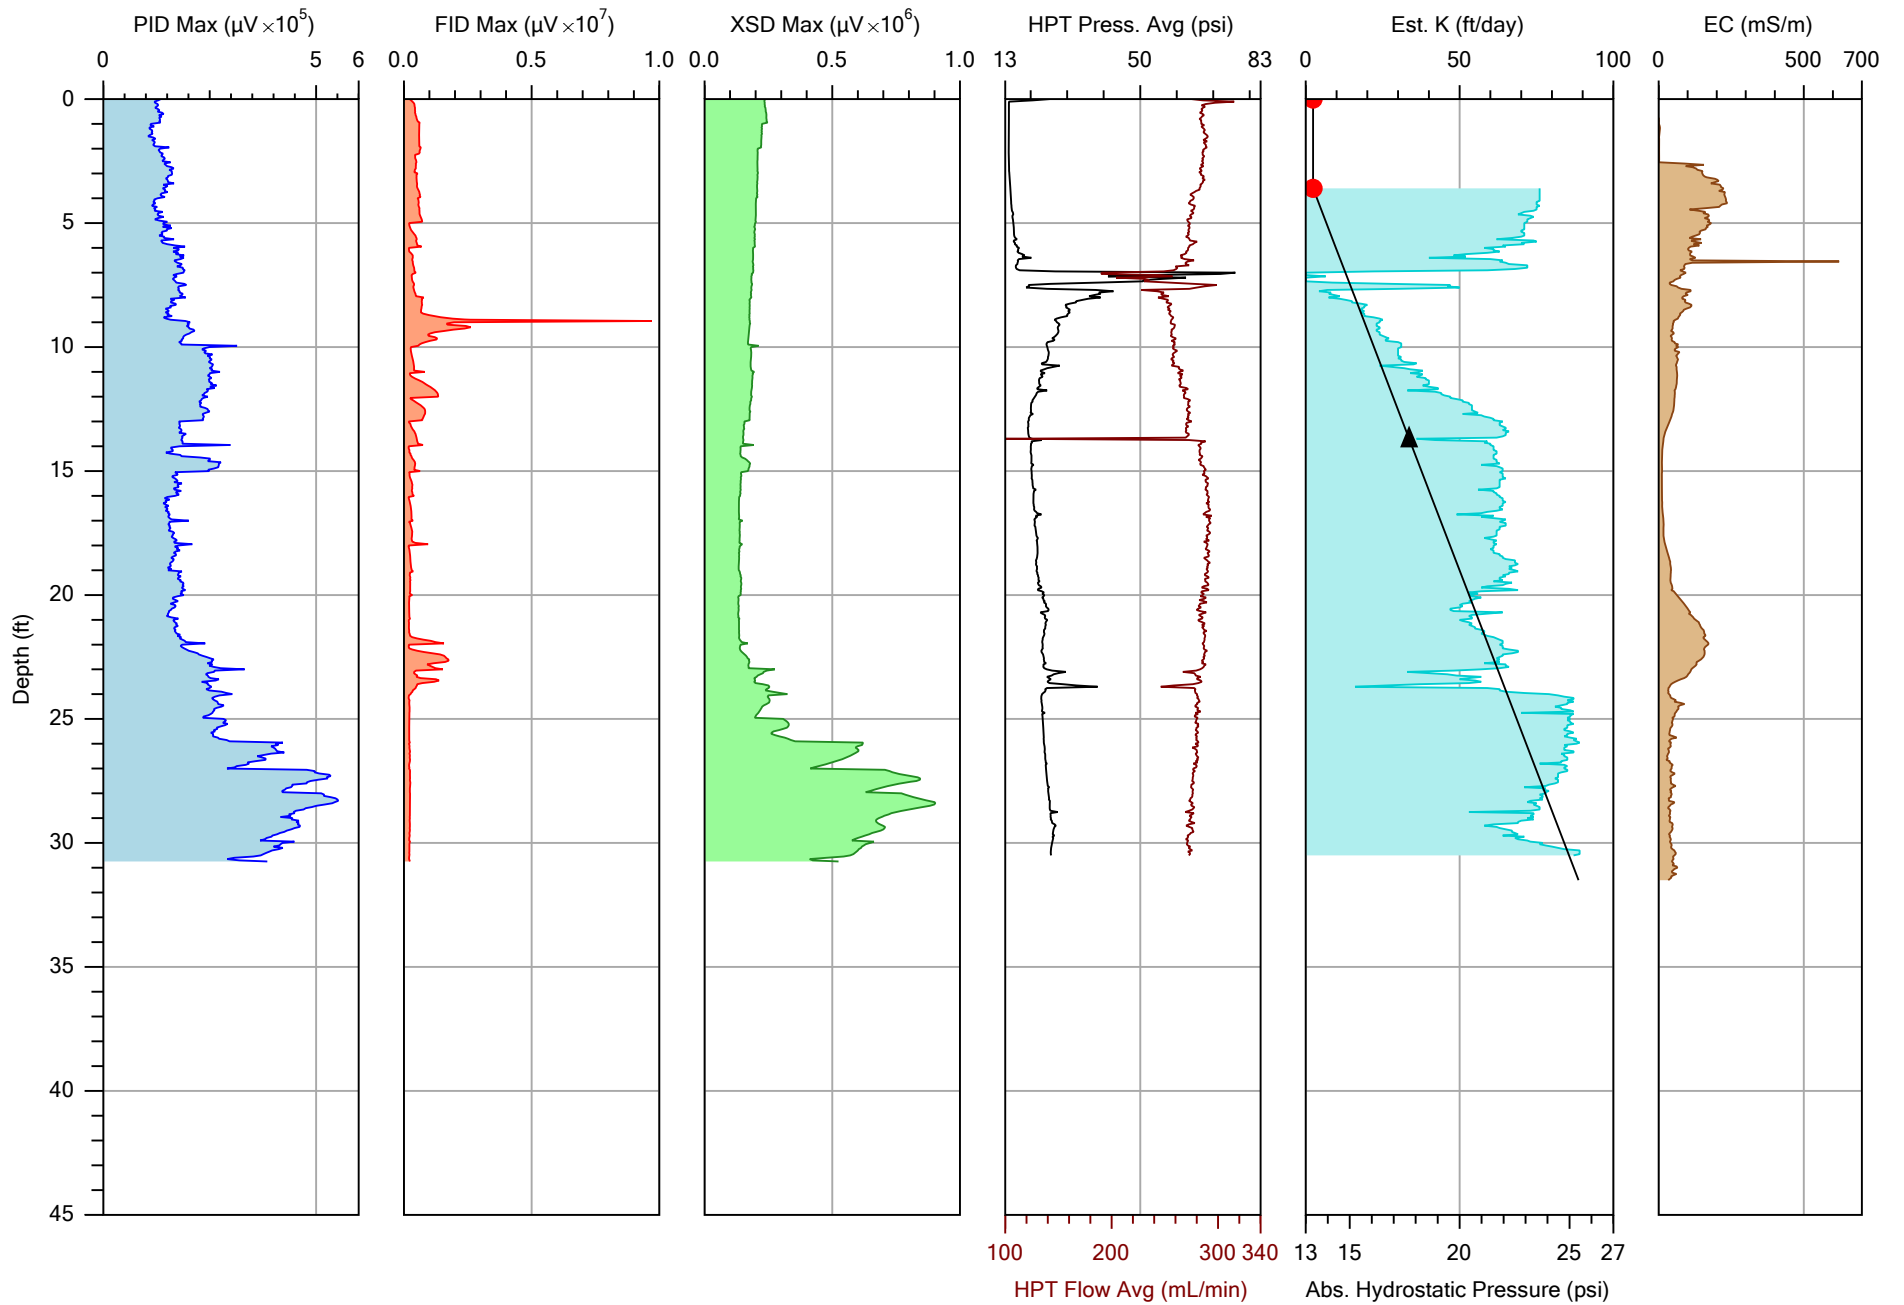 PID Max (µV ×10⁵) FID Max (µV ×10⁷) XSD Max (µV ×10⁶) HPT Press. Avg (psi) Est. K (ft/day) EC (mS/m)
0 5 6 0.0 0.5 1.0 0.0 0.5 1.0 13 50 83 0 50 100 0 500 700
0
5
10
15
20
25
30
35
40
45
Depth (ft)
100 200 300 340 13 15 20 25 27
HPT Flow Avg (mL/min) Abs. Hydrostatic Pressure (psi)